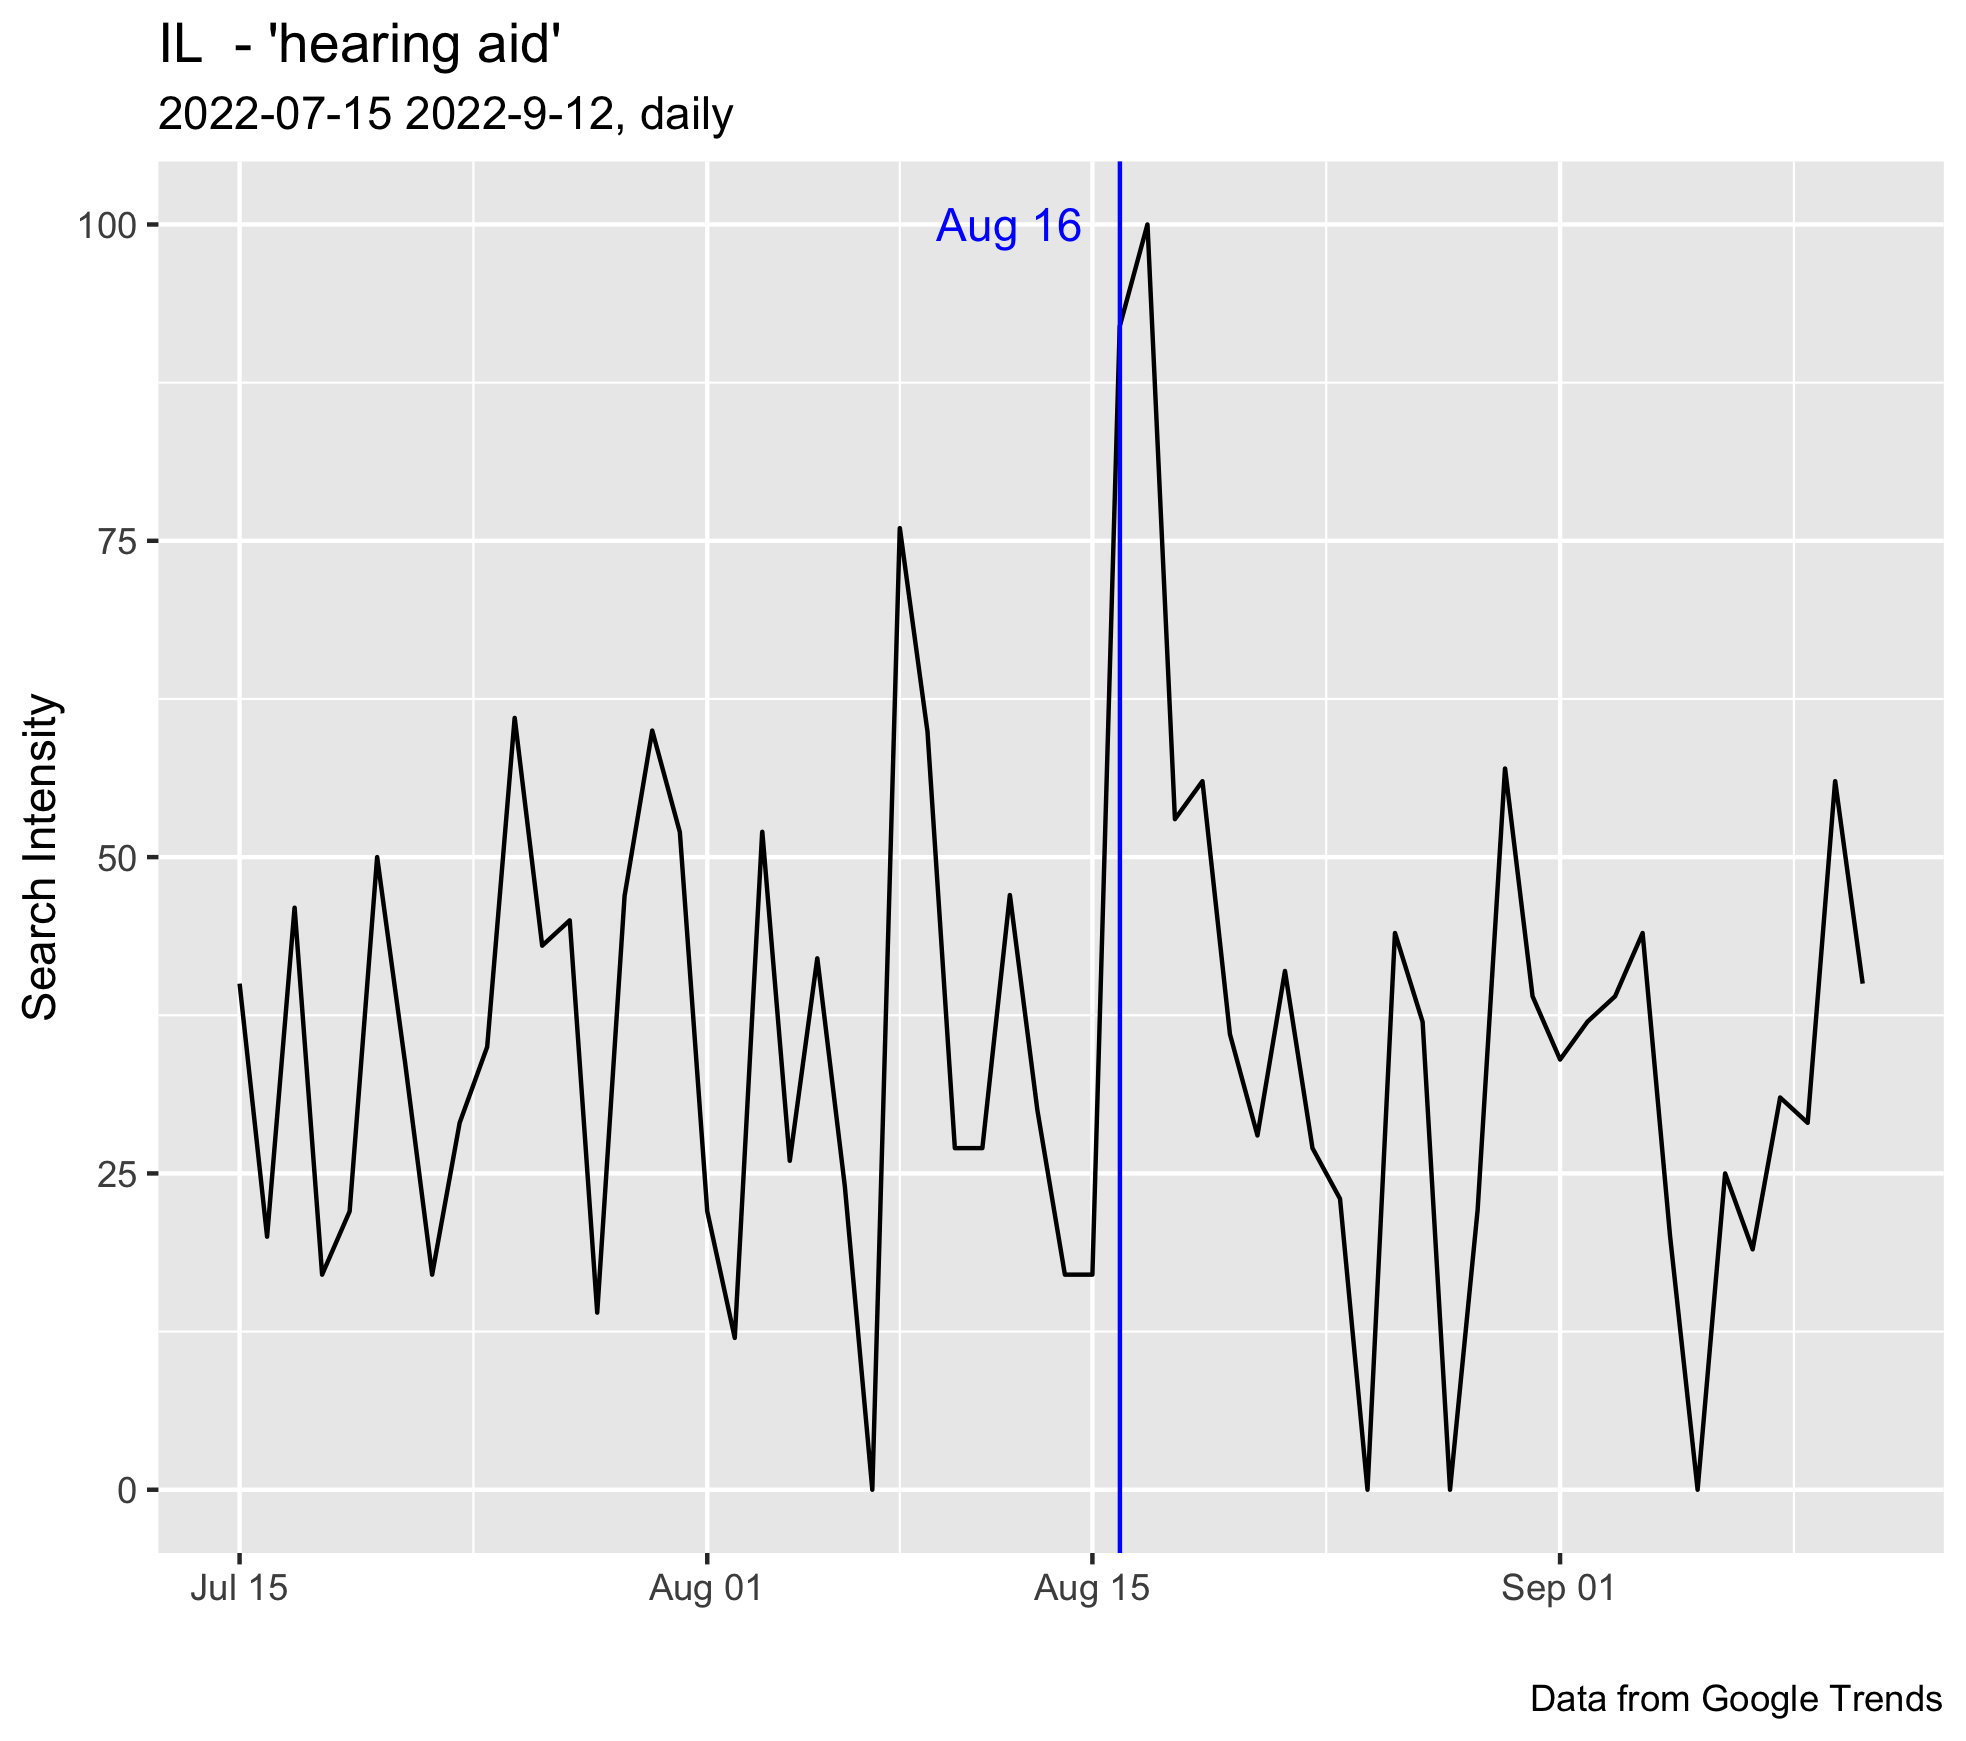 IL  - 'hearing aid'
2022-07-15 2022-9-12, daily
Aug 16
100
75
50
25
0
Search Intensity
Jul 15
Aug 01
Aug 15
Sep 01
Data from Google Trends